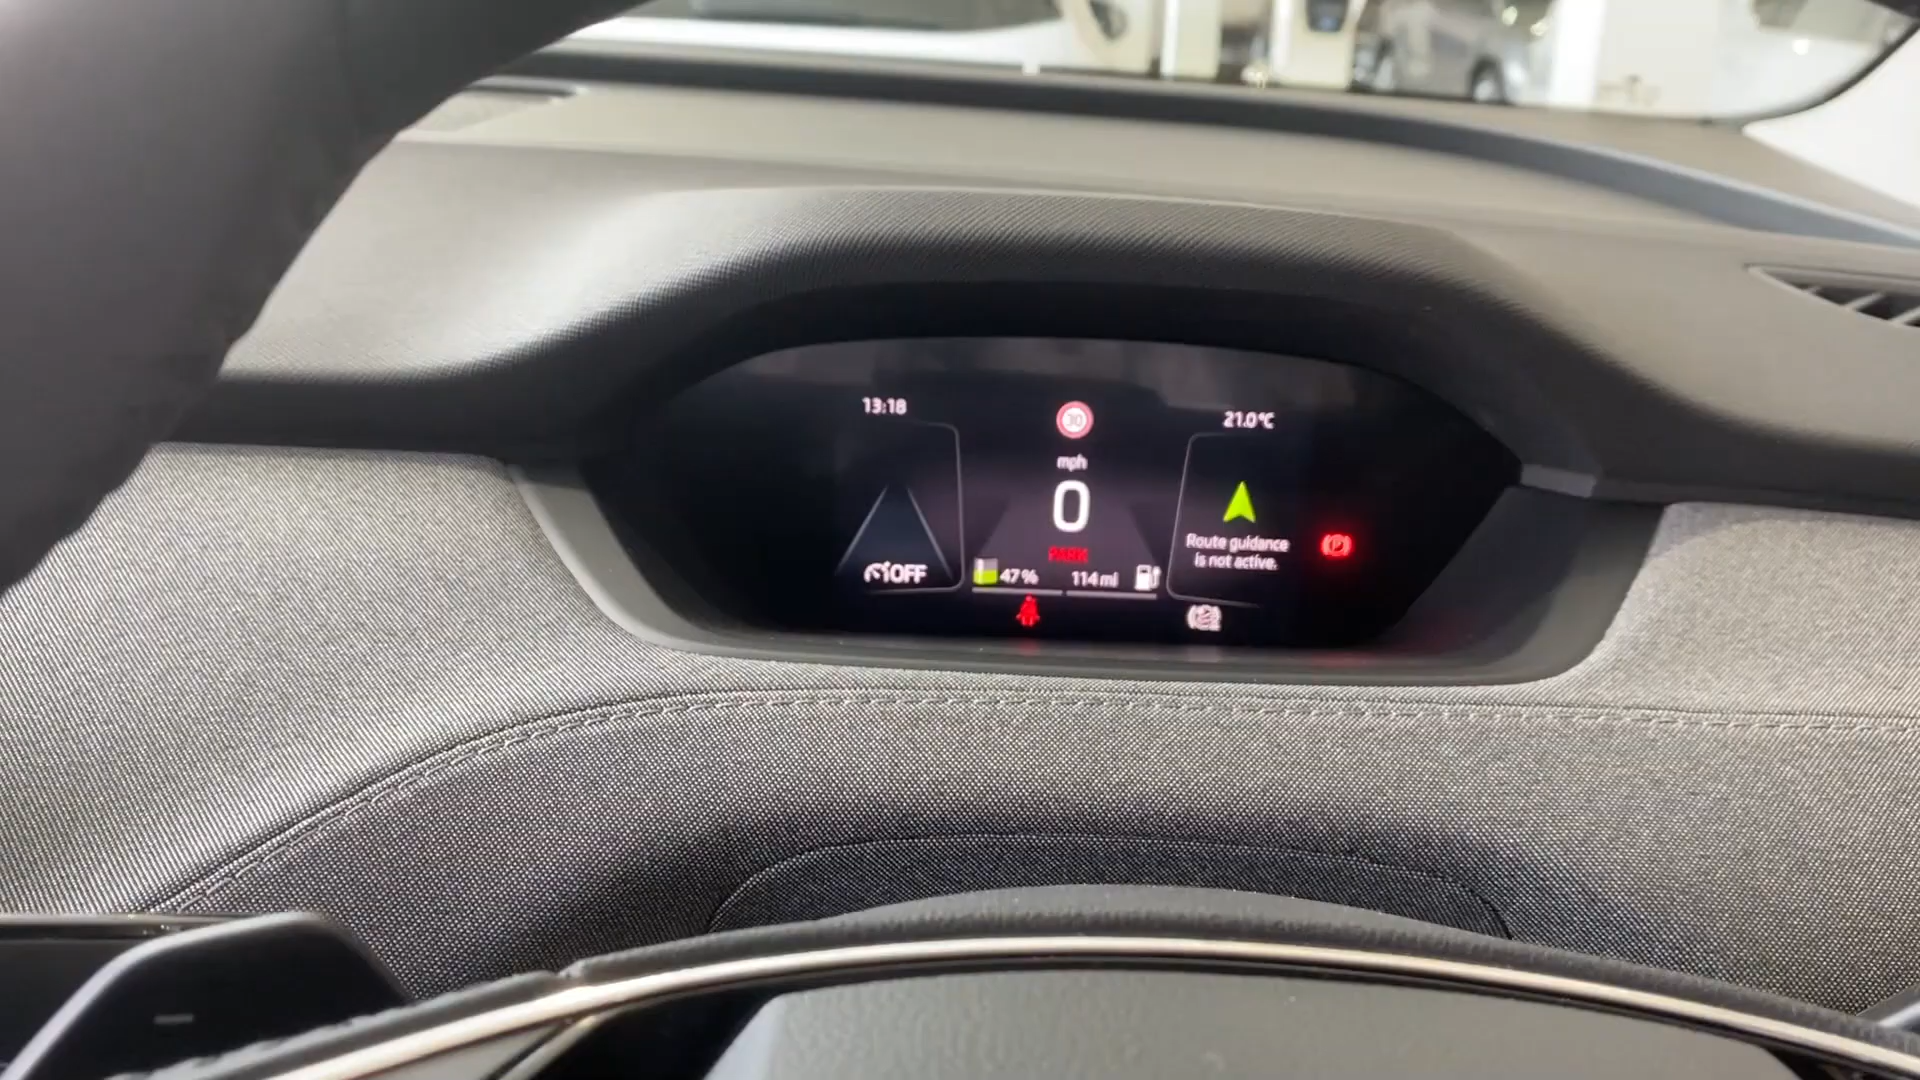 13:18
30
21.0°C
mph
0
PARK
Route guidance
is not active.
OFF
47%
114 mi